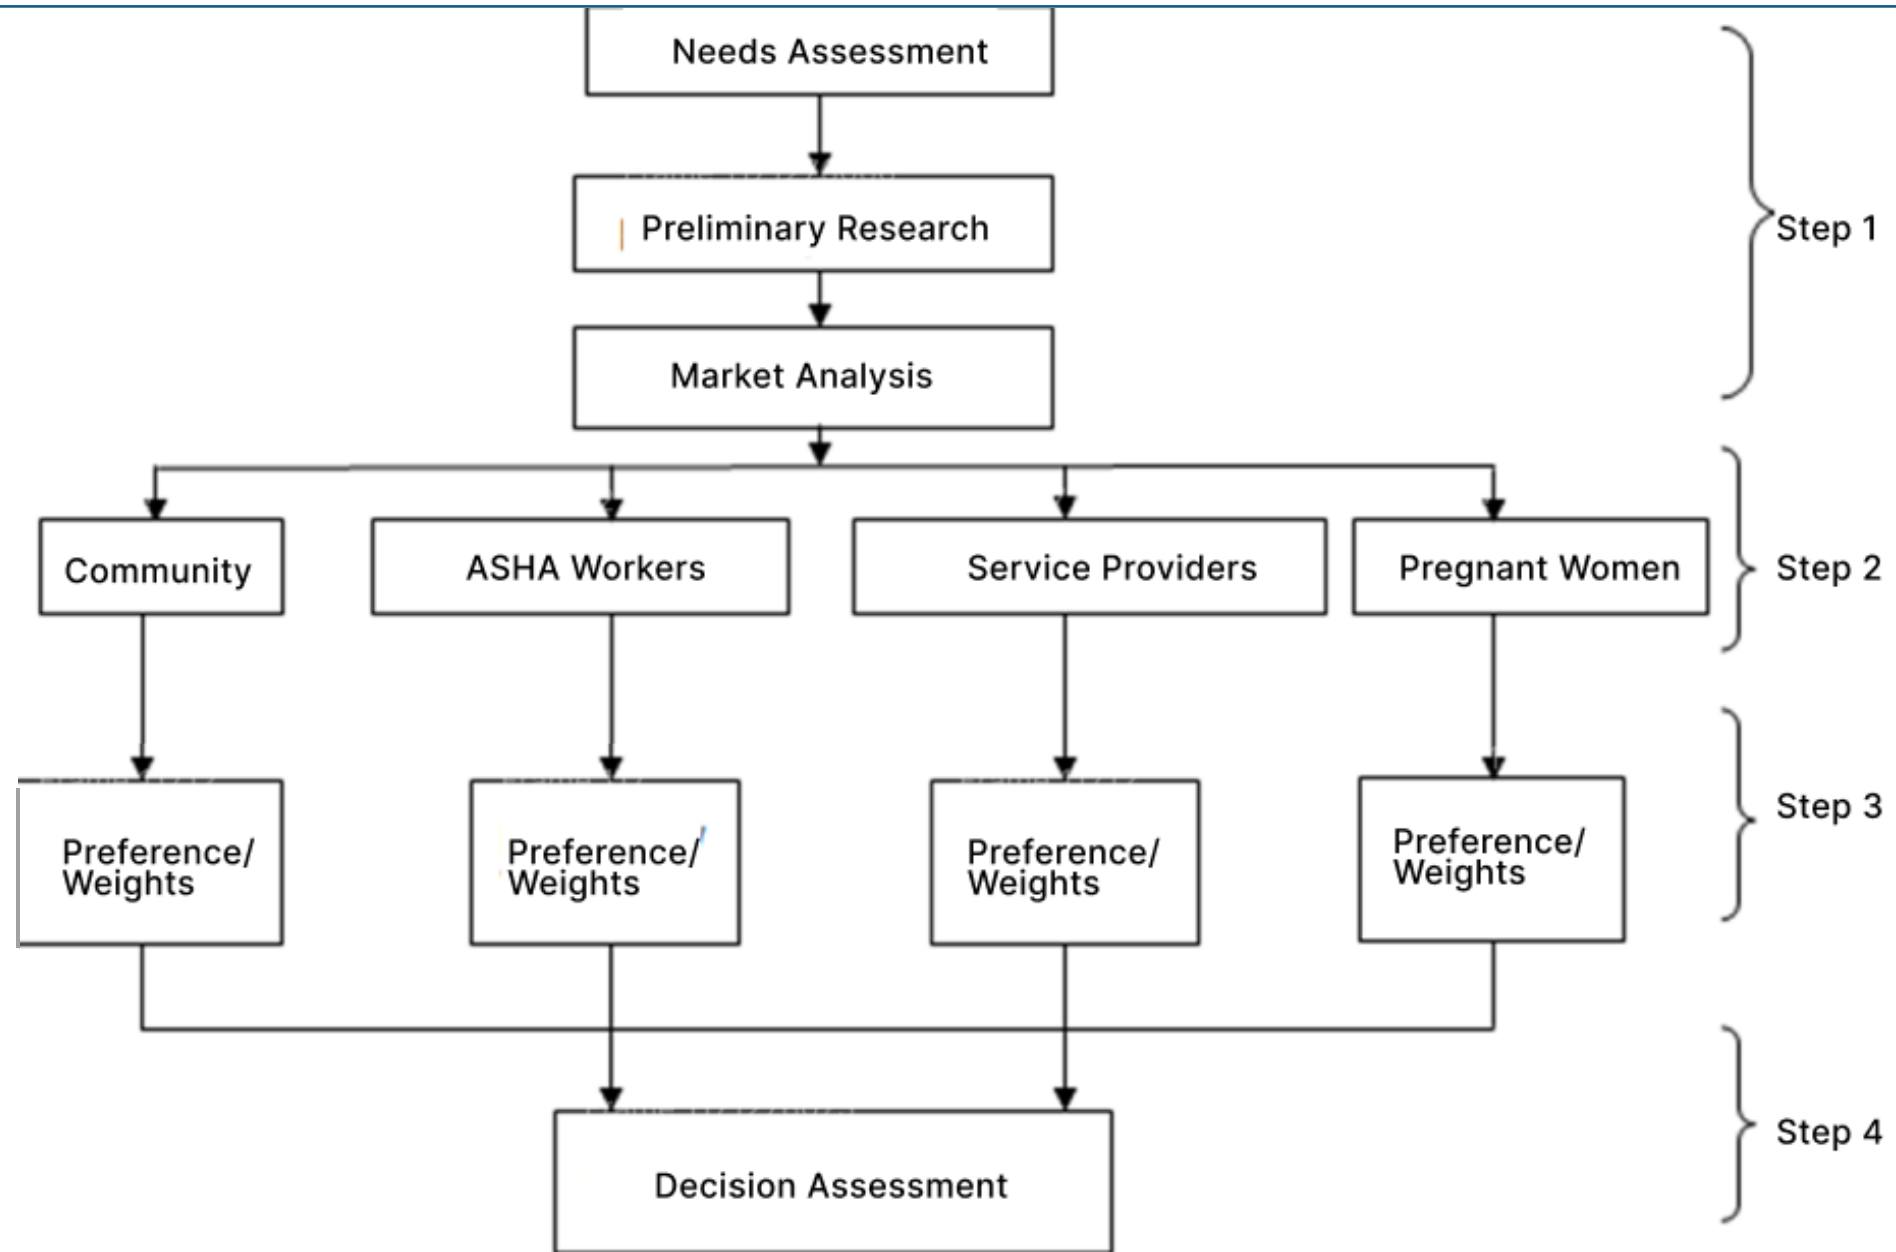 Needs Assessment
Preliminary Research
Step 1
Market Analysis
Community
ASHA Workers
Service Providers
Pregnant Women
Step 2
Step 3
Preference/
Weights
Preference/
Weights
Preference/
Weights
Preference/
Weights
Step 4
Decision Assessment